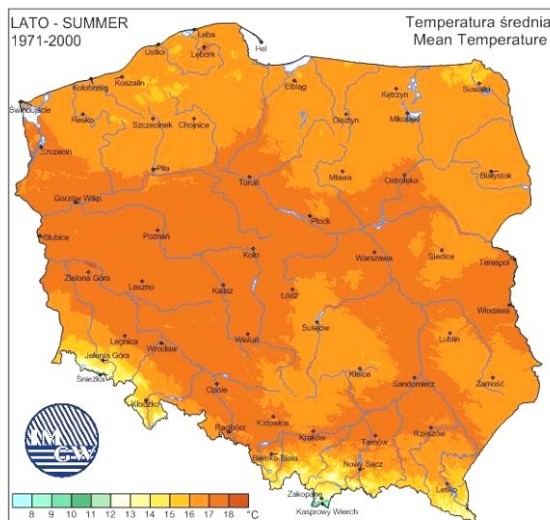 LATO - SUMMER
1971-2000
Temperatura średnia
Mean Temperature
Łeba
Hel
Ustka
Lębork
Koszalin
Kołobrzeg
Elbląg
Kętrzyn
Suwałki
Świnoujście
Resko
Szczecinek
Chojnice
Olsztyn
Mikołajki
Szczecin
Piła
Toruń
Mława
Ostrołęka
Białystok
Gorzów Wlkp.
Płock
Słubice
Poznań
Koło
Warszawa
Siedlce
Terespol
Zielona Góra
Leszno
Kalisz
Łódź
Włodawa
Sulejów
Legnica
Wrocław
Wieluń
Lublin
Jelenia Góra
Śnieżka
Opole
Kielce
Sandomierz
Zamość
Kłodzko
Katowice
Racibórz
Kraków
Tarnów
Rzeszów
Bielsko-Biała
Nowy Sącz
Lesko
Zakopane
Kasprowy Wierch
IM
GW
8 9 10 11 12 13 14 15 16 17 18 °C